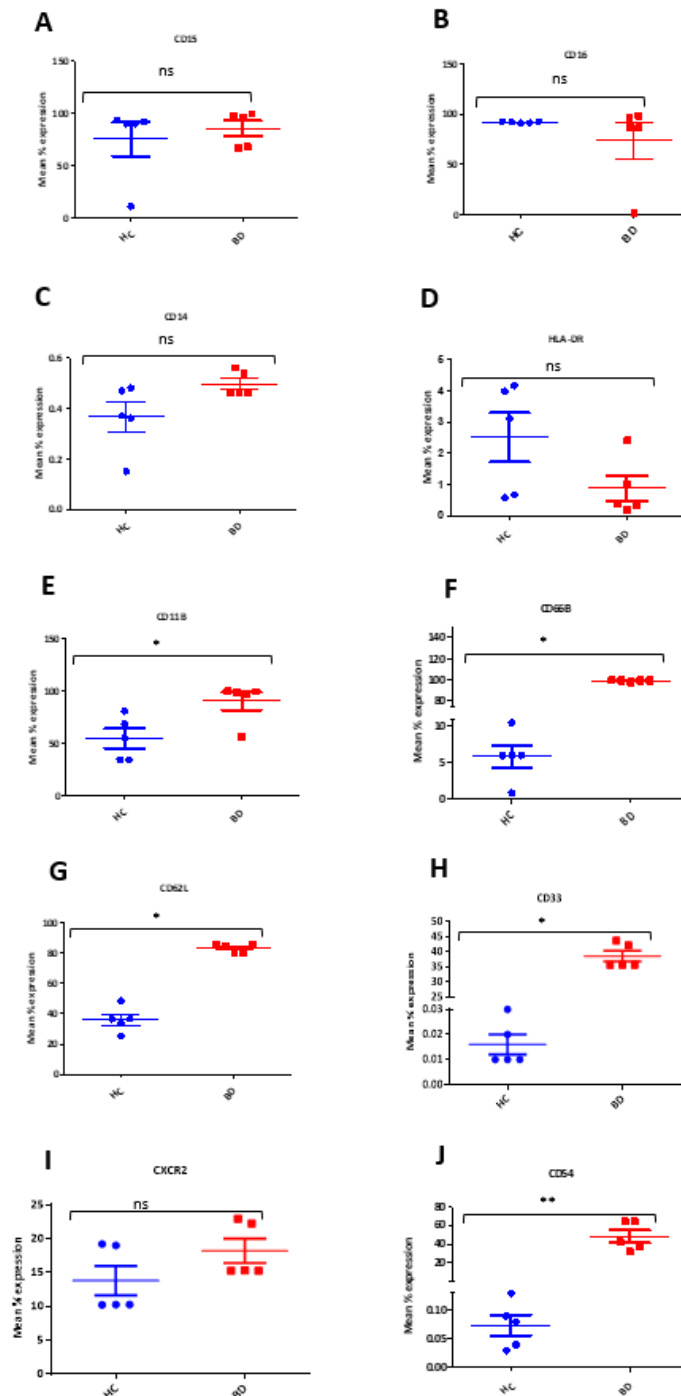 A
CD15
ns
Mean % expression
150
100
50
0
HC
BD
B
CD16
ns
Mean % expression
150
100
50
0
HC
BD
C
CD14
ns
Mean % expression
0.6
0.4
0.2
0.0
HC
BD
D
HLA-DR
ns
Mean % expression
6
5
4
3
2
1
0
HC
BD
E
CD11B
*
Mean % expression
150
100
50
0
HC
BD
F
CD66B
*
Mean % expression
140
120
100
80
10
5
0
HC
BD
G
CD62L
*
Mean % expression
100
80
60
40
20
0
HC
BD
H
CD33
*
Mean % expression
50
45
40
35
30
25
0.03
0.02
0.01
0.00
HC
BD
I
CXCR2
ns
Mean % expression
25
20
15
10
5
0
HC
BD
J
CD54
**
Mean % expression
80
60
40
20
0.10
0.05
0.00
HC
BD